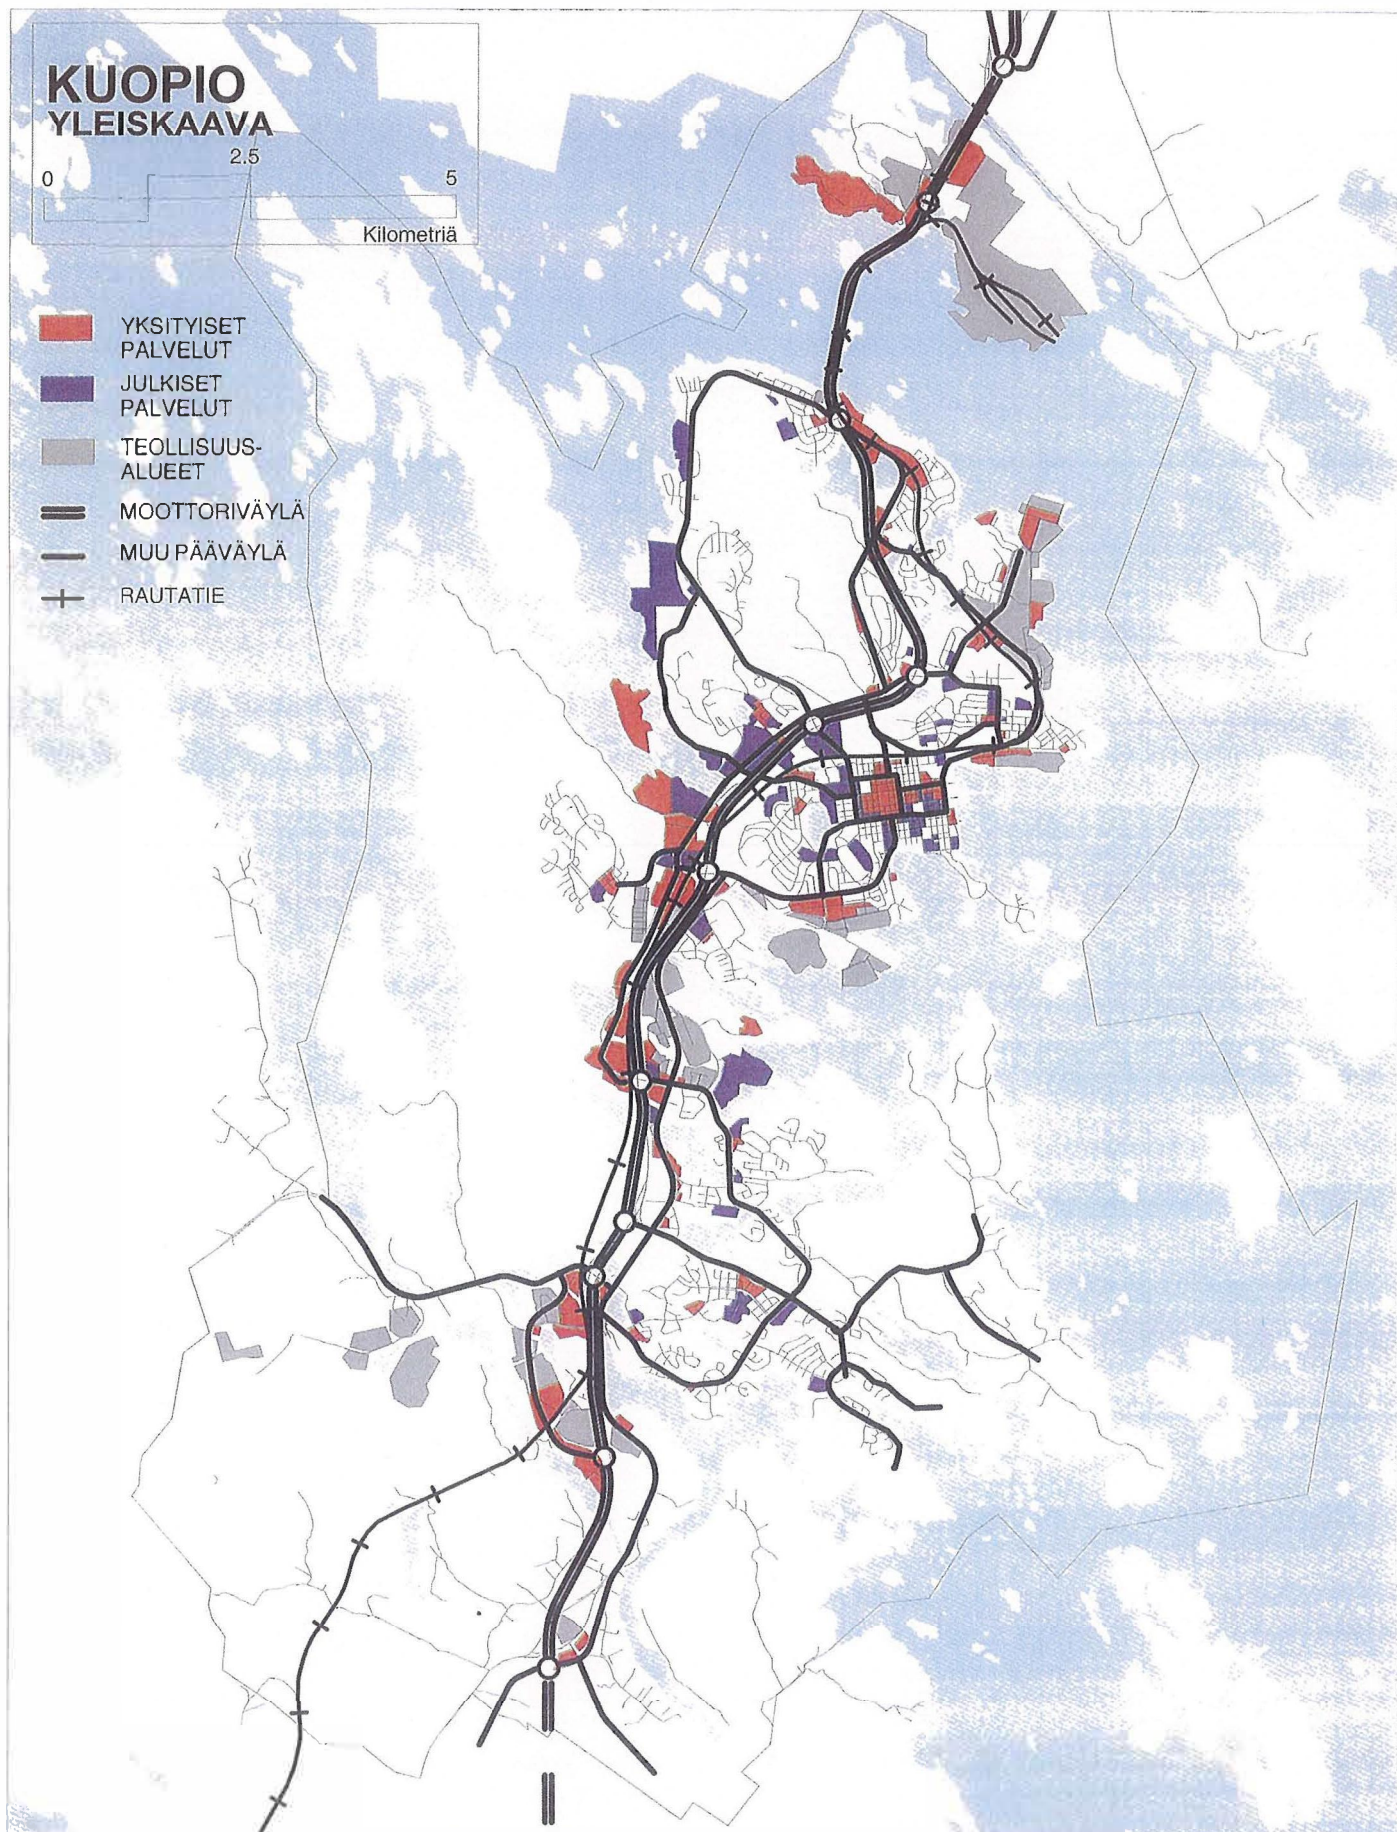 KUOPIO
YLEISKAAVA
0 2.5 5
Kilometriä
YKSITYISET
PALVELUT
JULKISET
PALVELUT
TEOLLISUUS-
ALUEET
MOOTTORIVÄYLÄ
MUU PÄÄVÄYLÄ
RAUTATIE